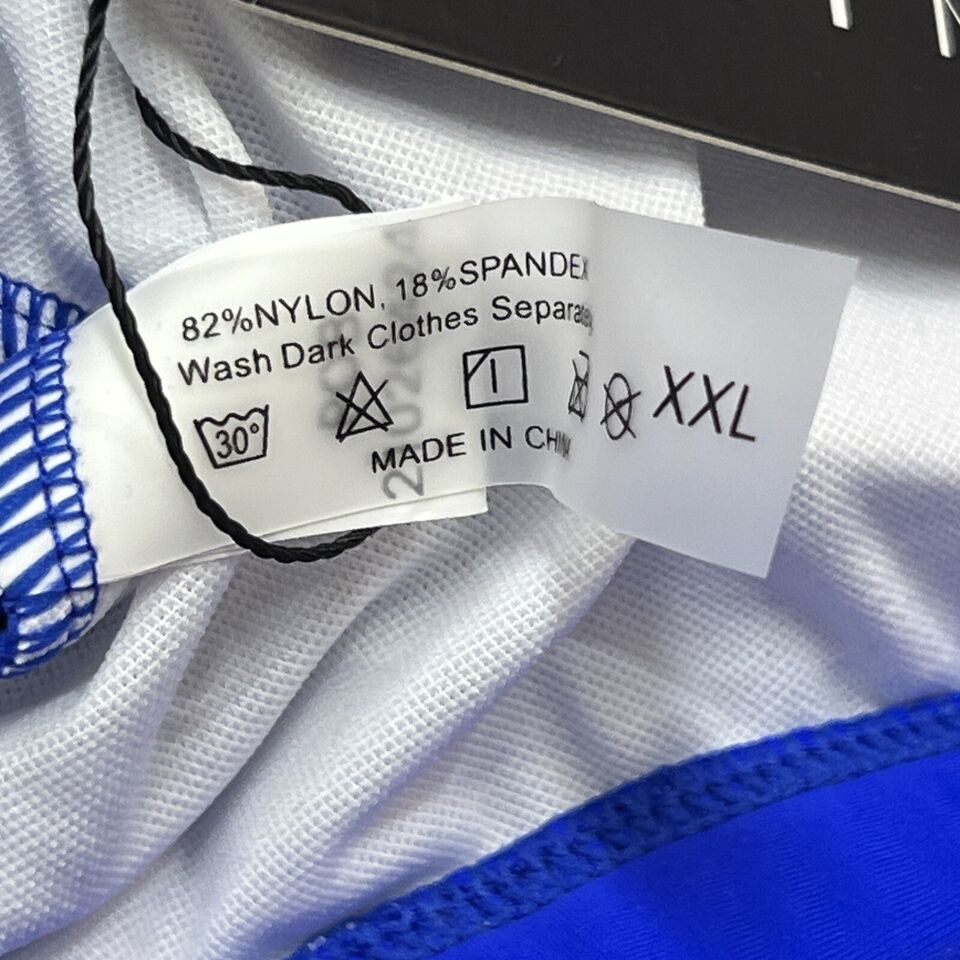 82%NYLON, 18%SPANDEX
Wash Dark Clothes Separately
30°
XXL
MADE IN CHINA